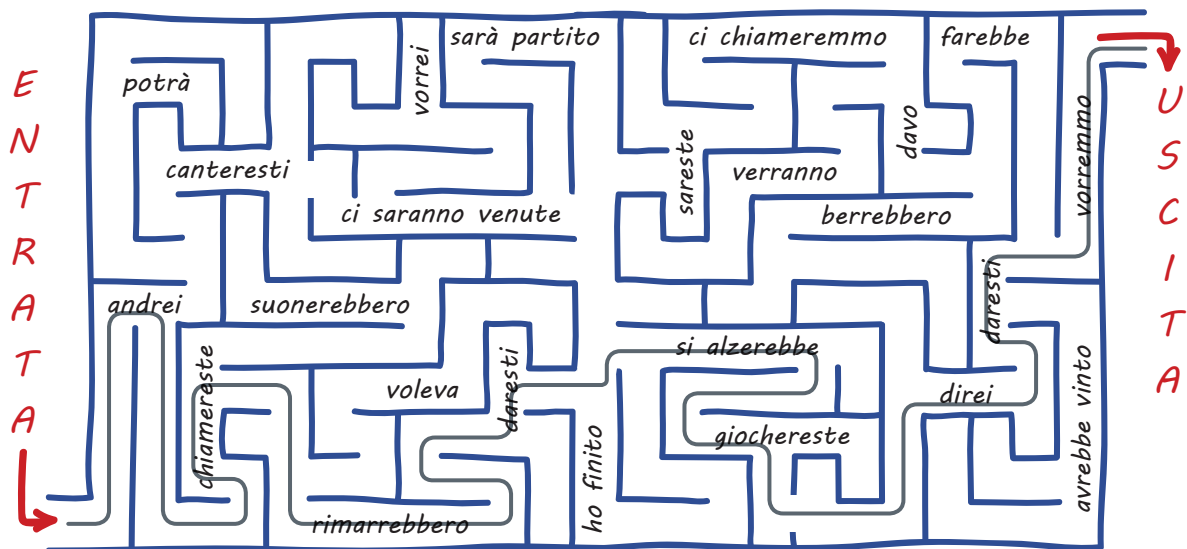 ENTRATA
USCITA
sarà partito
ci chiameremmo
farebbe
vorrei
potrà
davo
vorremmo
canteresti
sareste
verranno
ci saranno venute
berrebbero
andrei
suonerebbero
daresti
si alzerebbe
chiamereste
voleva
daresti
direi
avrebbe vinto
giochereste
ho finito
rimarrebbero